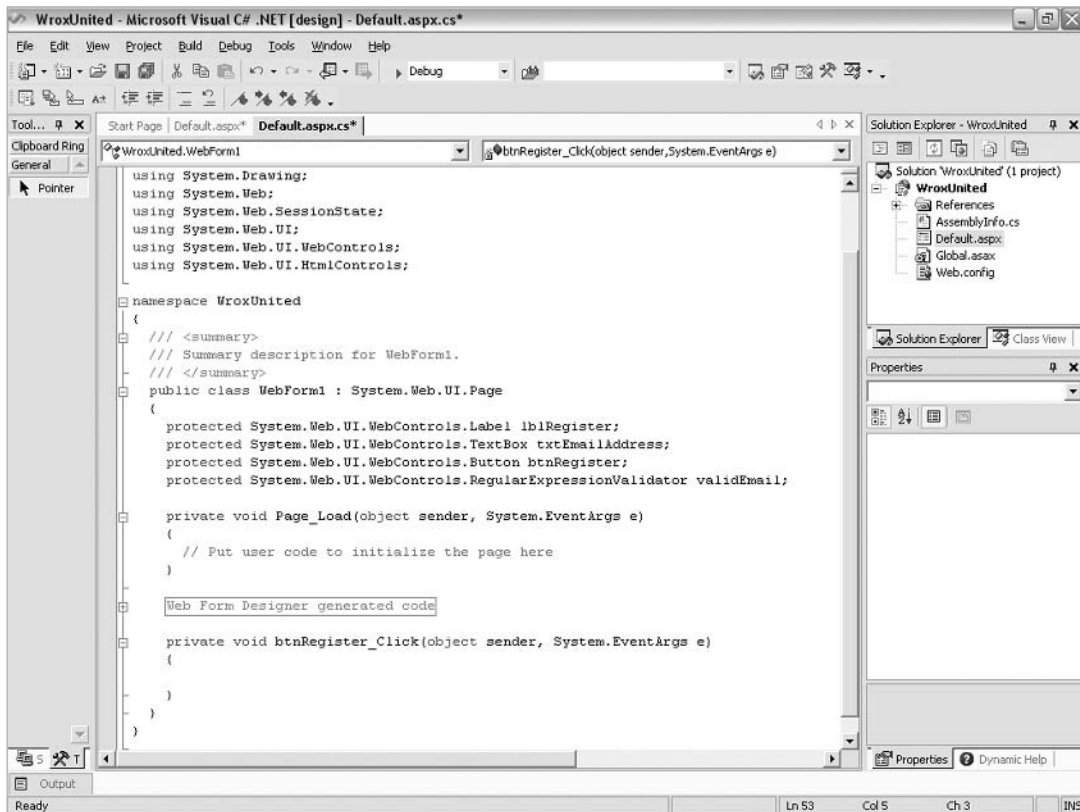 WroxUnited - Microsoft Visual C# .NET [design] - Default.aspx.cs*
File Edit View Project Build Debug Tools Window Help
Debug
Tool...
Start Page Default.aspx* Default.aspx.cs*
Solution Explorer - WroxUnited
Clipboard Ring
General
Pointer
WroxUnited.WebForm1
btnRegister_Click(object sender,System.EventArgs e)
using System.Drawing;
using System.Web;
using System.Web.SessionState;
using System.Web.UI;
using System.Web.UI.WebControls;
using System.Web.UI.HtmlControls;
namespace WroxUnited
{
/// <summary>
/// Summary description for WebForm1.
/// </summary>
public class WebForm1 : System.Web.UI.Page
{
protected System.Web.UI.WebControls.Label lblRegister;
protected System.Web.UI.WebControls.TextBox txtEmailAddress;
protected System.Web.UI.WebControls.Button btnRegister;
protected System.Web.UI.WebControls.RegularExpressionValidator validEmail;
private void Page_Load(object sender, System.EventArgs e)
{
// Put user code to initialize the page here
}
Web Form Designer generated code
private void btnRegister_Click(object sender, System.EventArgs e)
{
}
}
}
Solution 'WroxUnited' (1 project)
WroxUnited
References
AssemblyInfo.cs
Default.aspx
Global.asax
Web.config
Solution Explorer Class View
Properties
Properties Dynamic Help
S T
Output
Ready Ln 53 Col 5 Ch 3 INS